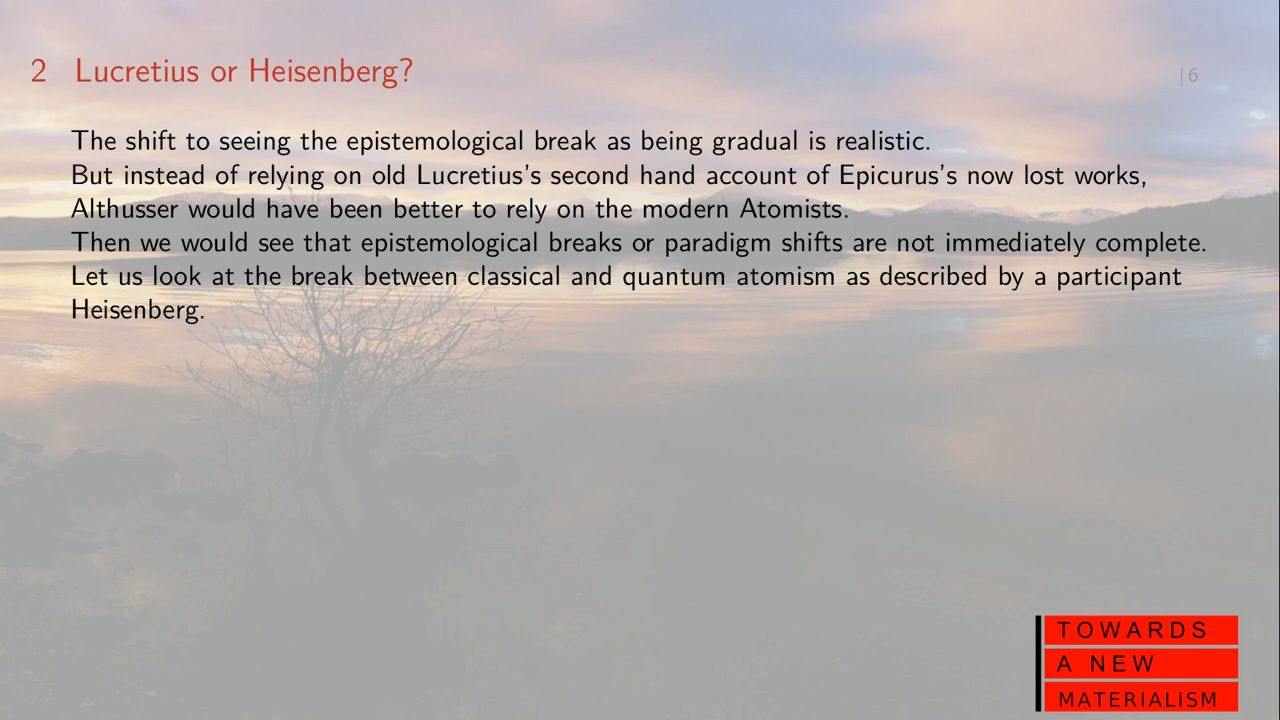 2 Lucretius or Heisenberg?
| 6
The shift to seeing the epistemological break as being gradual is realistic.
But instead of relying on old Lucretius's second hand account of Epicurus's now lost works,
Althusser would have been better to rely on the modern Atomists.
Then we would see that epistemological breaks or paradigm shifts are not immediately complete.
Let us look at the break between classical and quantum atomism as described by a participant
Heisenberg.
TOWARDS
A NEW
MATERIALISM